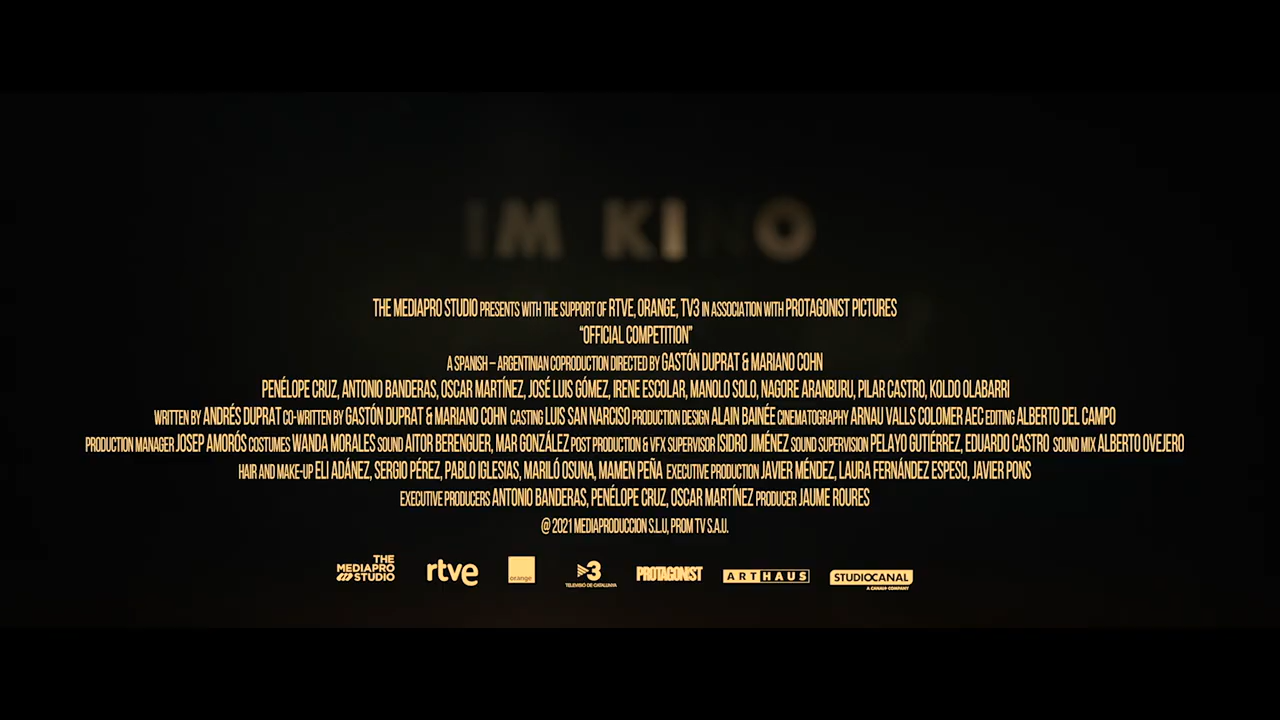 IM KINO
THE MEDIAPRO STUDIO PRESENTS WITH THE SUPPORT OF RTVE, ORANGE, TV3 IN ASSOCIATION WITH PROTAGONIST PICTURES
“OFFICIAL COMPETITION”
A SPANISH – ARGENTINIAN COPRODUCTION DIRECTED BY GASTÓN DUPRAT & MARIANO COHN
PENÉLOPE CRUZ, ANTONIO BANDERAS, OSCAR MARTÍNEZ, JOSÉ LUIS GÓMEZ, IRENE ESCOLAR, MANOLO SOLO, NAGORE ARANBURU, PILAR CASTRO, KOLDO OLABARRI
WRITTEN BY ANDRÉS DUPRAT CO-WRITTEN BY GASTÓN DUPRAT & MARIANO COHN CASTING LUIS SAN NARCISO PRODUCTION DESIGN ALAIN BAINÉE CINEMATOGRAPHY ARNAU VALLS COLOMER AEC EDITING ALBERTO DEL CAMPO
PRODUCTION MANAGER JOSEP AMORÓS COSTUMES WANDA MORALES SOUND AITOR BERENGUER, MAR GONZÁLEZ POST PRODUCTION & VFX SUPERVISOR ISIDRO JIMÉNEZ SOUND SUPERVISION PELAYO GUTIÉRREZ, EDUARDO CASTRO SOUND MIX ALBERTO OVEJERO
HAIR AND MAKE-UP ELI ADÁNEZ, SERGIO PÉREZ, PABLO IGLESIAS, MARILÓ OSUNA, MAMEN PEÑA EXECUTIVE PRODUCTION JAVIER MÉNDEZ, LAURA FERNÁNDEZ ESPESO, JAVIER PONS
EXECUTIVE PRODUCERS ANTONIO BANDERAS, PENÉLOPE CRUZ, OSCAR MARTÍNEZ PRODUCER JAUME ROURES
@ 2021 MEDIAPRODUCCION S.L.U, PROM TV S.A.U.
THE MEDIAPRO STUDIO rtve orange 3 TELEVISIÓ DE CATALUNYA PROTAGONIST ARTHAUS STUDIOCANAL A CANAL+ COMPANY